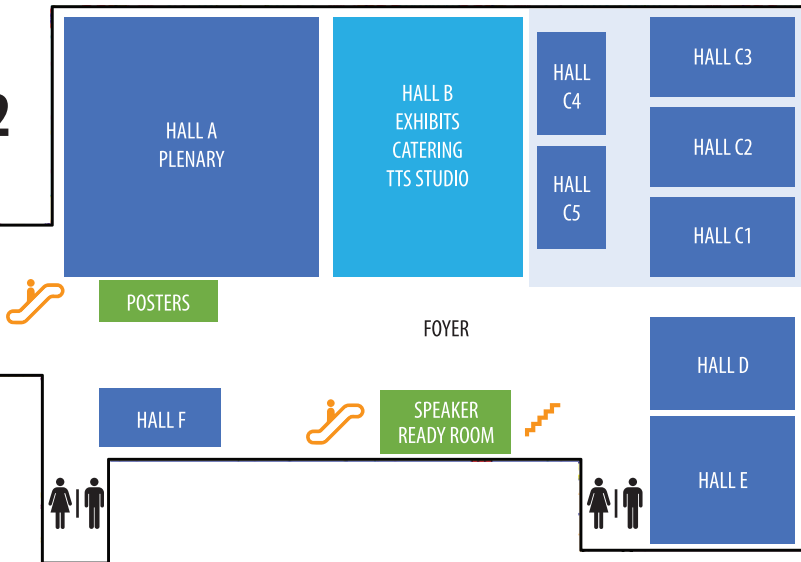 2
HALL A
PLENARY
HALL B
EXHIBITS
CATERING
TTS STUDIO
HALL
C4
HALL
C5
HALL C3
HALL C2
HALL C1
POSTERS
FOYER
HALL D
HALL F
SPEAKER
READY ROOM
HALL E